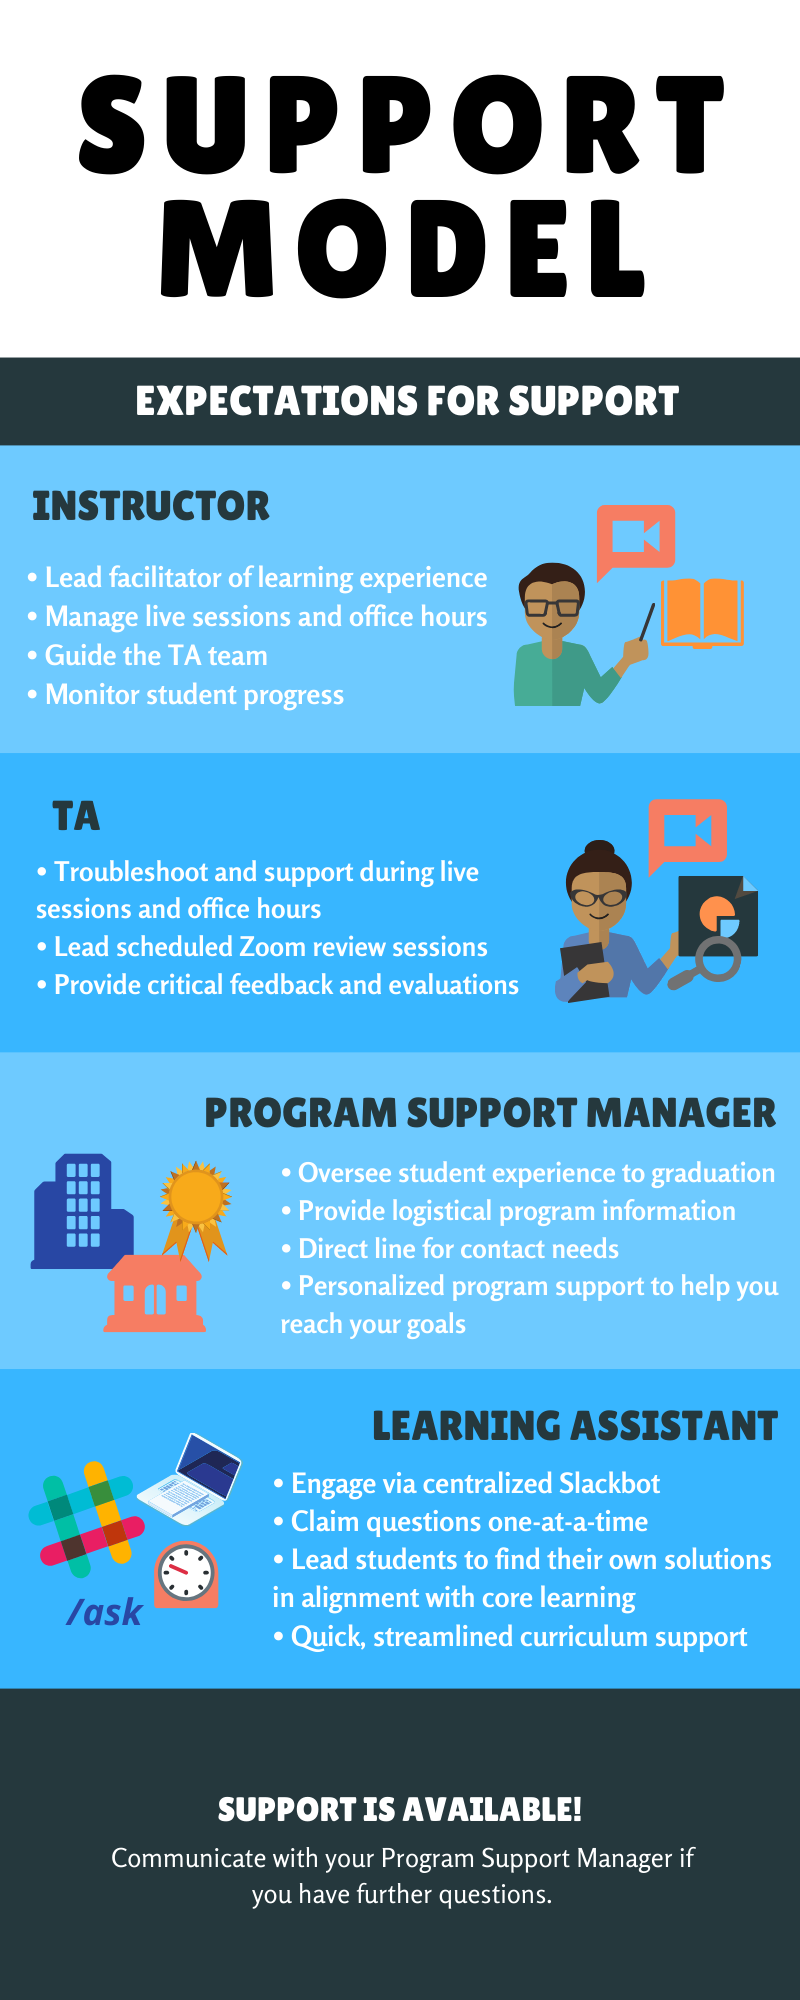 SUPPORT
MODEL
EXPECTATIONS FOR SUPPORT
INSTRUCTOR
• Lead facilitator of learning experience
• Manage live sessions and office hours
• Guide the TA team
• Monitor student progress
TA
• Troubleshoot and support during live
sessions and office hours
• Lead scheduled Zoom review sessions
• Provide critical feedback and evaluations
PROGRAM SUPPORT MANAGER
• Oversee student experience to graduation
• Provide logistical program information
• Direct line for contact needs
• Personalized program support to help you
reach your goals
LEARNING ASSISTANT
• Engage via centralized Slackbot
• Claim questions one-at-a-time
• Lead students to find their own solutions
in alignment with core learning
• Quick, streamlined curriculum support
/ask
SUPPORT IS AVAILABLE!
Communicate with your Program Support Manager if
you have further questions.